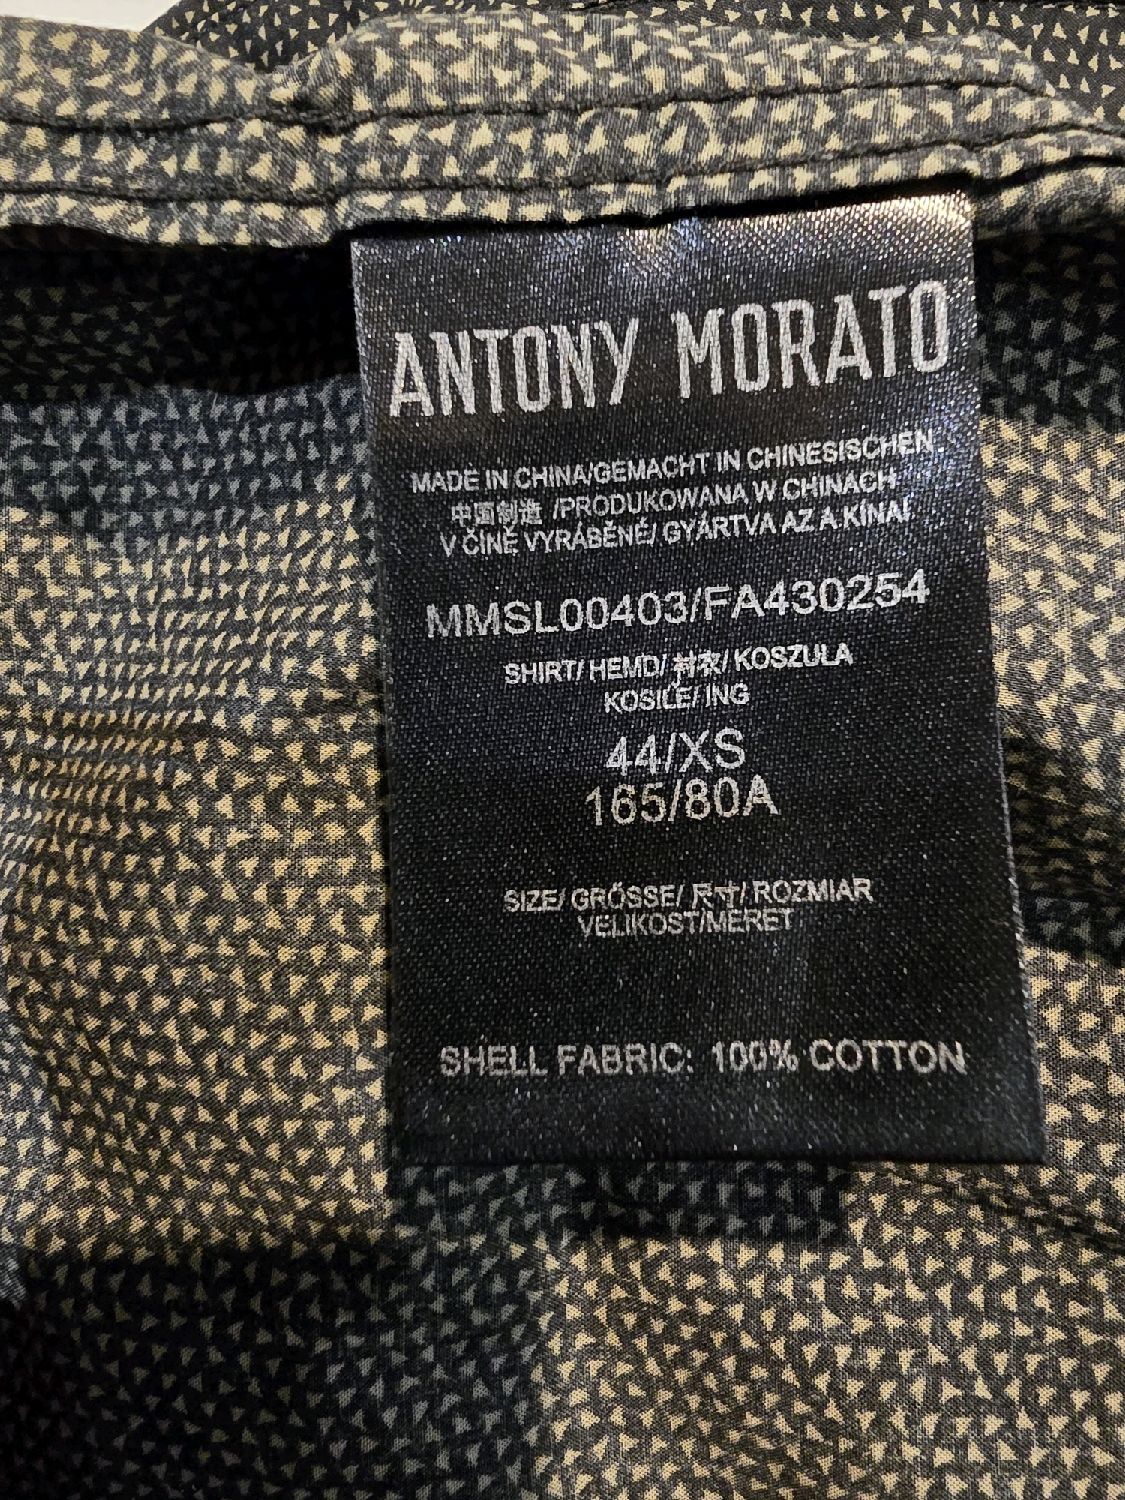 ANTONY MORATO
MADE IN CHINA/GEMACHT IN CHINESISCHEN
中国制造 /PRODUKOWANA W CHINACH
V ČÍNĚ VYRÁBĚNÉ/ GYÁRTVA AZ A KÍNAI
MMSL00403/FA430254
SHIRT/ HEMD/ 衬衣/ KOSZULA
KOSILE/ ING
44/XS
165/80A
SIZE/ GRŐSSE/ 尺寸/ ROZMIAR
VELIKOST/MERET
SHELL FABRIC: 100% COTTON